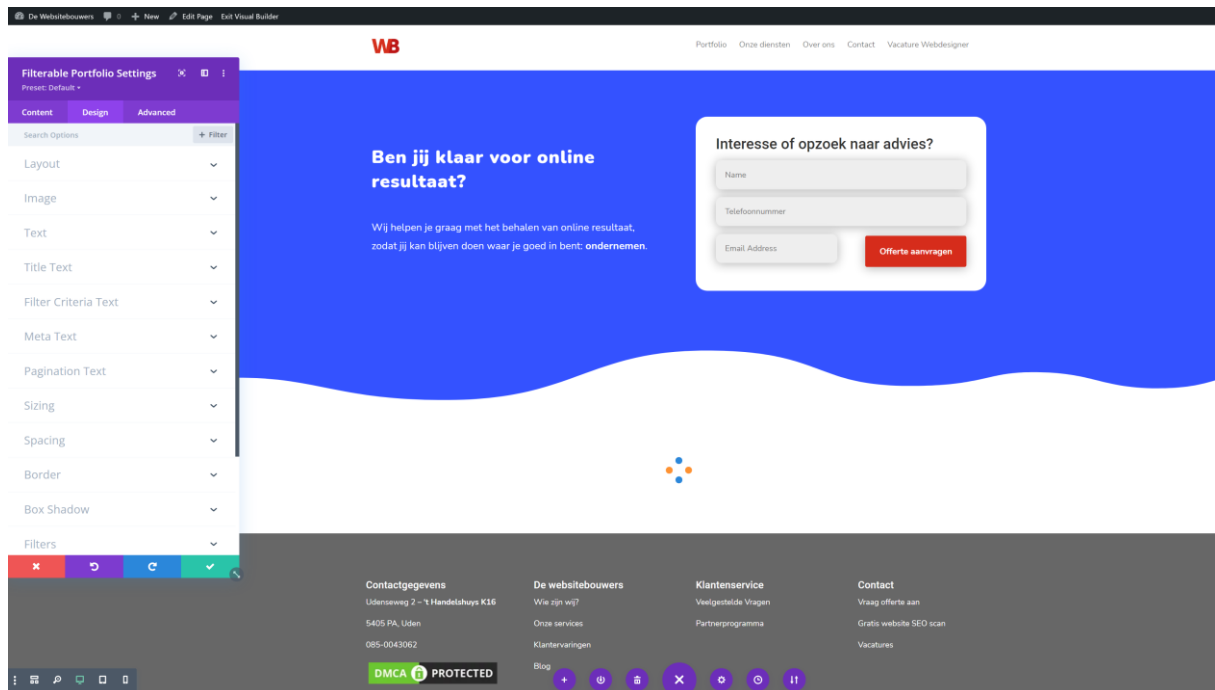 De Websitebouwers 0 New Edit Page Exit Visual Builder
WB
Portfolio Onze diensten Over ons Contact Vacature Webdesigner
Filterable Portfolio Settings
Preset: Default
Content Design Advanced
Search Options + Filter
Layout
Image
Text
Title Text
Filter Criteria Text
Meta Text
Pagination Text
Sizing
Spacing
Border
Box Shadow
Filters
Ben jij klaar voor online
resultaat?
Wij helpen je graag met het behalen van online resultaat,
zodat jij kan blijven doen waar je goed in bent: ondernemen.
Interesse of opzoek naar advies?
Name
Telefoonnummer
Email Address
Offerte aanvragen
Contactgegevens
Udenseweg 2 – 't Handelshuys K16
5405 PA, Uden
085-0043062
DMCA PROTECTED
De websitebouwers
Wie zijn wij?
Onze services
Klantervaringen
Blog
Klantenservice
Veelgestelde Vragen
Partnerprogramma
Contact
Vraag offerte aan
Gratis website SEO scan
Vacatures